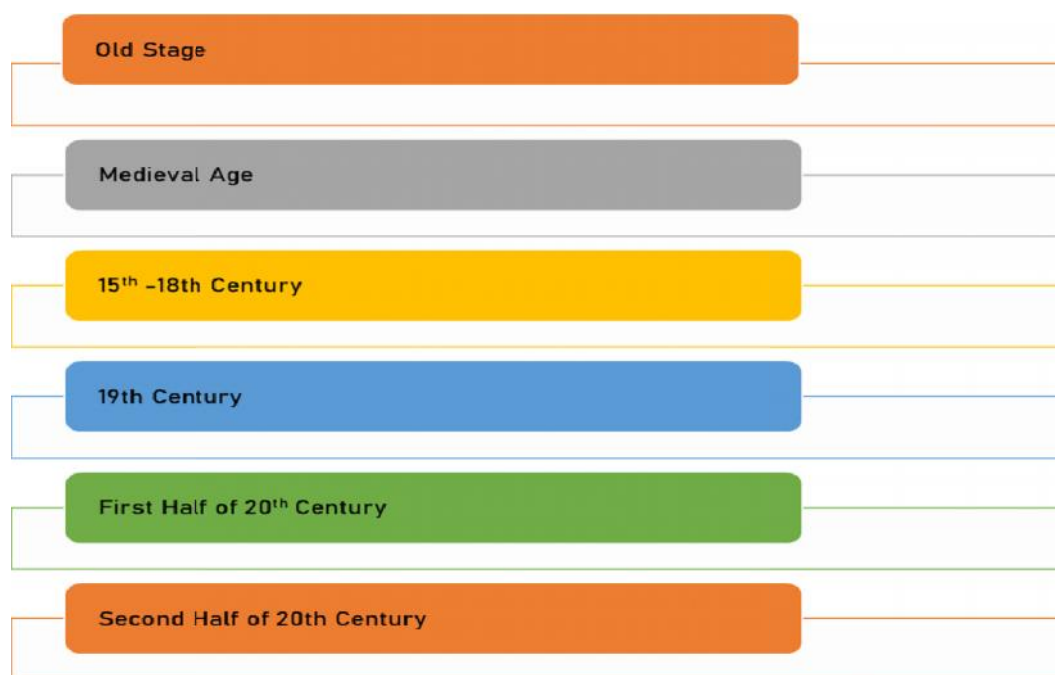 Old Stage
Medieval Age
15th -18th Century
19th Century
First Half of 20th Century
Second Half of 20th Century